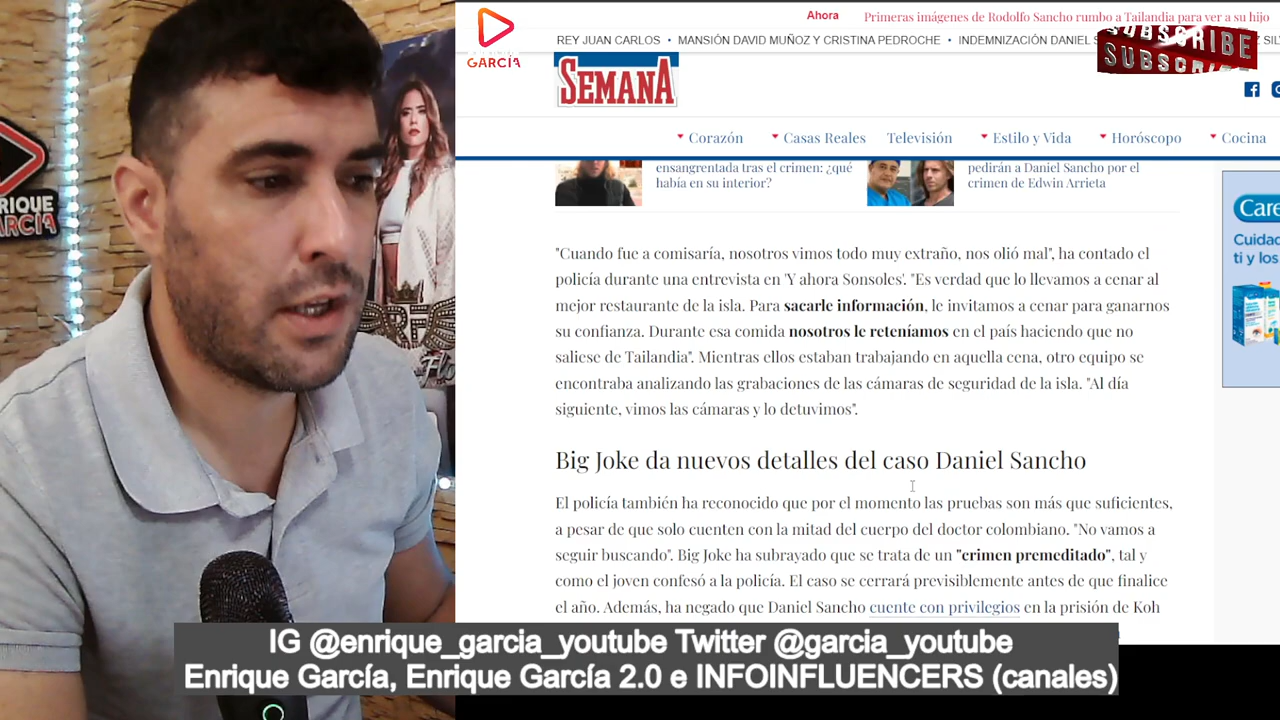 Ahora
Primeras imágenes de Rodolfo Sancho rumbo a Tailandia para ver a su hijo
GARCÍA
REY JUAN CARLOS • MANSIÓN DAVID MUÑOZ Y CRISTINA PEDROCHE • INDEMNIZACIÓN DANIEL
SUBSCRIBE
SUBSCRIBE
SEMANA
Corazón
Casas Reales
Televisión
Estilo y Vida
Horóscopo
Cocina
ensangrentada tras el crimen: ¿qué
había en su interior?
pedirán a Daniel Sancho por el
crimen de Edwin Arrieta
Care
Cuidad
ti y los
RIQUE
GARCÍA
"Cuando fue a comisaría, nosotros vimos todo muy extraño, nos olió mal", ha contado el
policía durante una entrevista en 'Y ahora Sonsoles'. "Es verdad que lo llevamos a cenar al
mejor restaurante de la isla. Para sacarle información, le invitamos a cenar para ganarnos
su confianza. Durante esa comida nosotros le reteníamos en el país haciendo que no
saliese de Tailandia". Mientras ellos estaban trabajando en aquella cena, otro equipo se
encontraba analizando las grabaciones de las cámaras de seguridad de la isla. "Al día
siguiente, vimos las cámaras y lo detuvimos".
Big Joke da nuevos detalles del caso Daniel Sancho
El policía también ha reconocido que por el momento las pruebas son más que suficientes,
a pesar de que solo cuenten con la mitad del cuerpo del doctor colombiano. "No vamos a
seguir buscando". Big Joke ha subrayado que se trata de un "crimen premeditado", tal y
como el joven confesó a la policía. El caso se cerrará previsiblemente antes de que finalice
el año. Además, ha negado que Daniel Sancho cuente con privilegios en la prisión de Koh
IG @enrique_garcia_youtube Twitter @garcia_youtube
Enrique García, Enrique García 2.0 e INFOINFLUENCERS (canales)